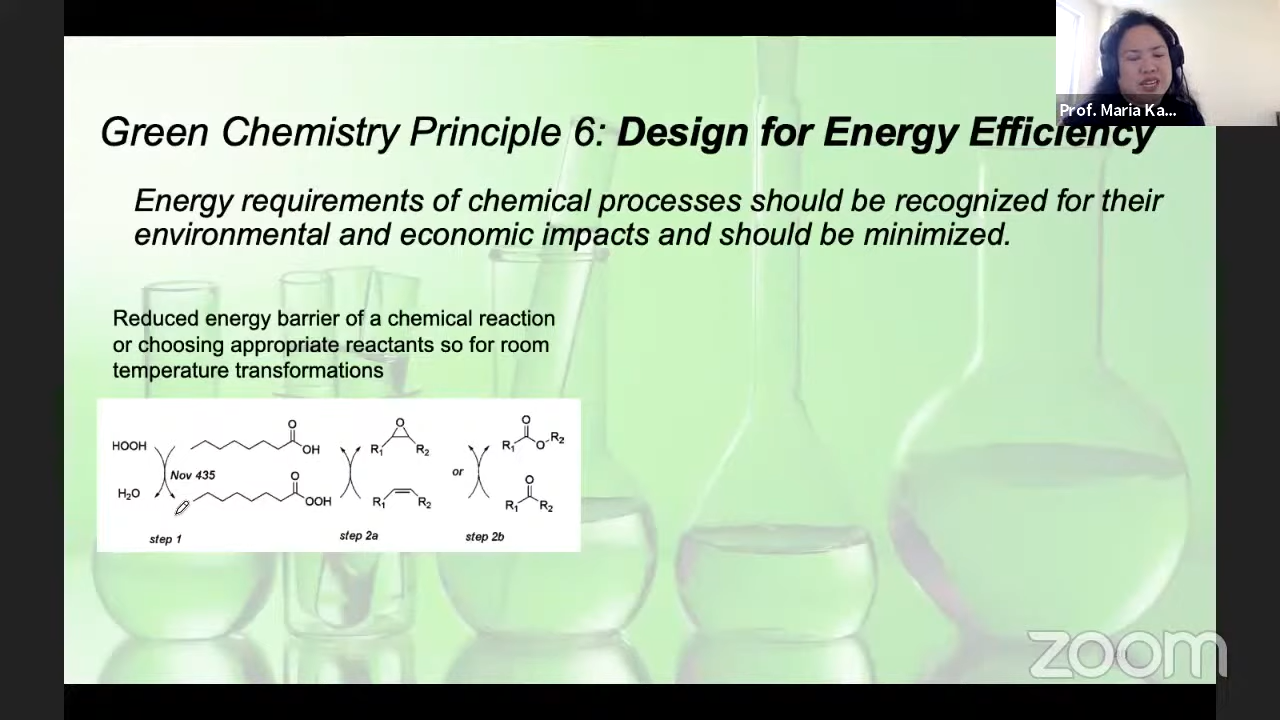 Prof. Maria Ka...
Green Chemistry Principle 6: Design for Energy Efficiency
Energy requirements of chemical processes should be recognized for their
environmental and economic impacts and should be minimized.
Reduced energy barrier of a chemical reaction
or choosing appropriate reactants so for room
temperature transformations
HOOH
O
OH
Nov 435
H₂O
O
OOH
step 1
O
R₁ R₂
R₁ R₂
step 2a
or
O
R₁ O R₂
O
R₁ R₂
step 2b
zoom